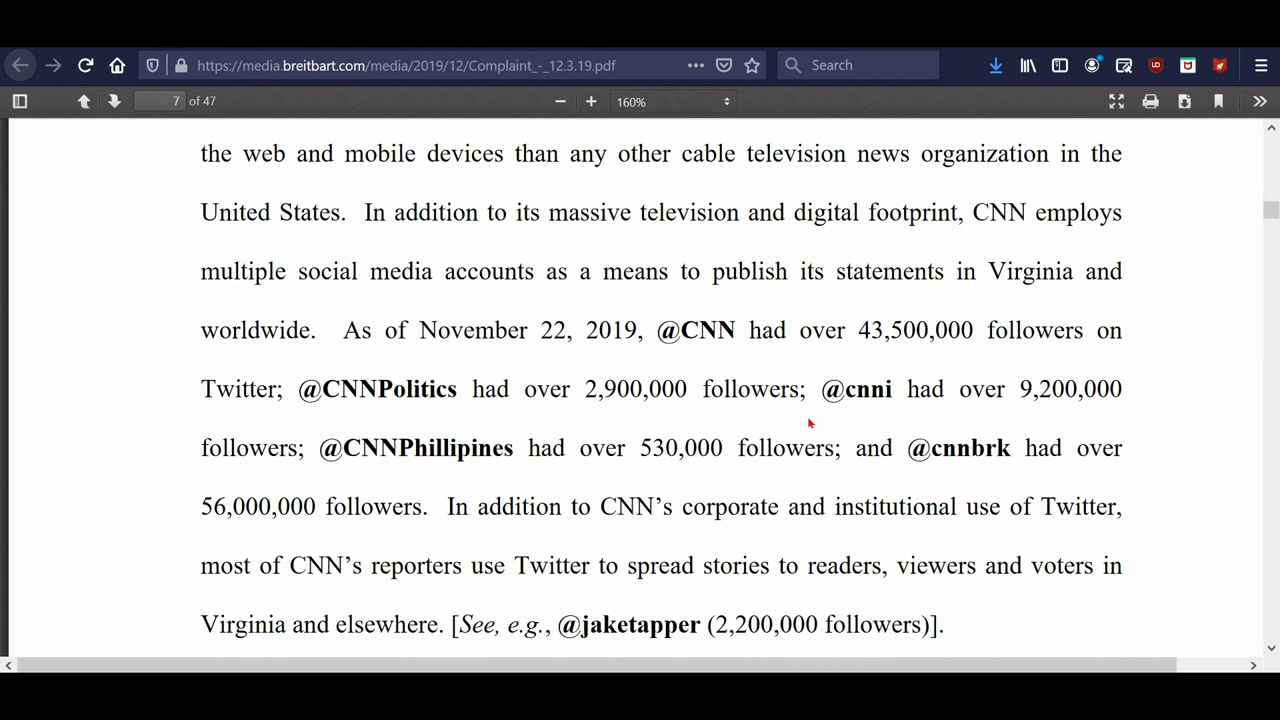 https://media.breitbart.com/media/2019/12/Complaint_-_12.3.19.pdf
Search
7 of 47
160%
the web and mobile devices than any other cable television news organization in the
United States. In addition to its massive television and digital footprint, CNN employs
multiple social media accounts as a means to publish its statements in Virginia and
worldwide. As of November 22, 2019, @CNN had over 43,500,000 followers on
Twitter; @CNNPolitics had over 2,900,000 followers; @cnni had over 9,200,000
followers; @CNNPhillipines had over 530,000 followers; and @cnnbrk had over
56,000,000 followers. In addition to CNN’s corporate and institutional use of Twitter,
most of CNN’s reporters use Twitter to spread stories to readers, viewers and voters in
Virginia and elsewhere. [See, e.g., @jaketapper (2,200,000 followers)].